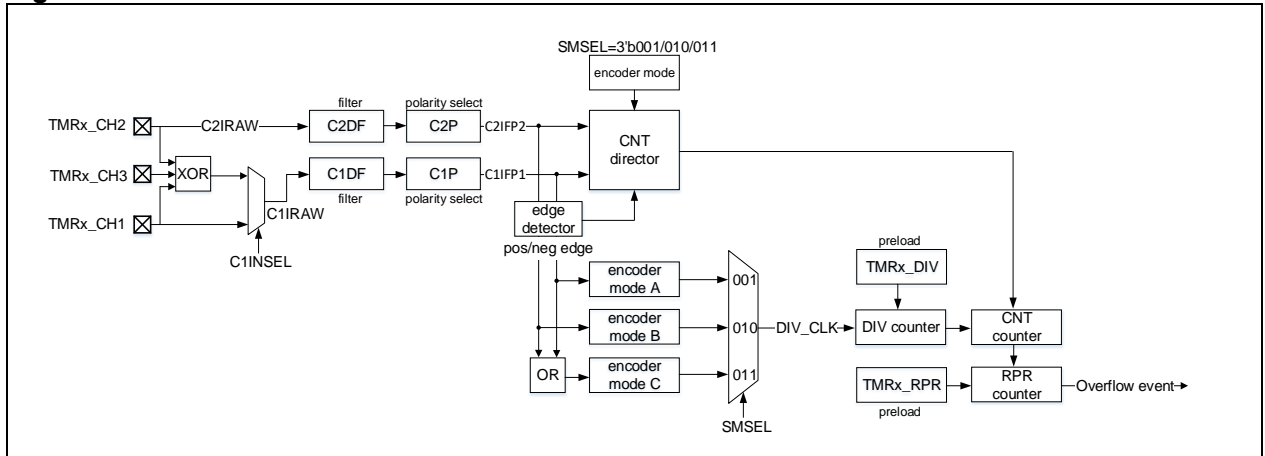 SMSEL=3'b001/010/011
encoder mode
filter
polarity select
TMRx_CH2
C2IRAW
C2DF
C2P
C2IFP2
CNT
director
TMRx_CH3
XOR
C1DF
C1P
C1IFP1
filter
polarity select
C1IRAW
TMRx_CH1
C1INSEL
edge
detector
pos/neg edge
encoder
mode A
001
preload
TMRx_DIV
encoder
mode B
010
DIV_CLK
DIV counter
CNT
counter
OR
encoder
mode C
011
TMRx_RPR
RPR
counter
Overflow event
preload
SMSEL